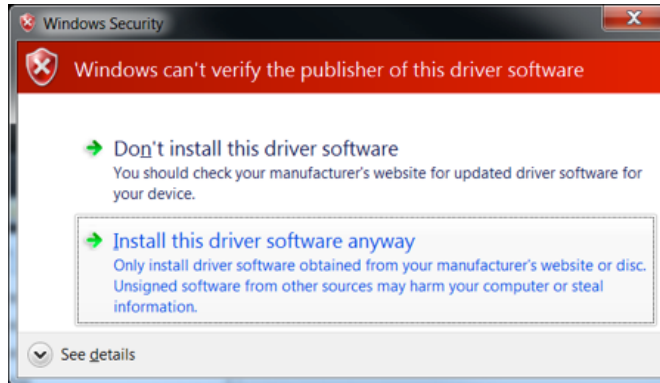 Windows Security
Windows can't verify the publisher of this driver software
Don't install this driver software
You should check your manufacturer's website for updated driver software for
your device.
Install this driver software anyway
Only install driver software obtained from your manufacturer's website or disc.
Unsigned software from other sources may harm your computer or steal
information.
See details